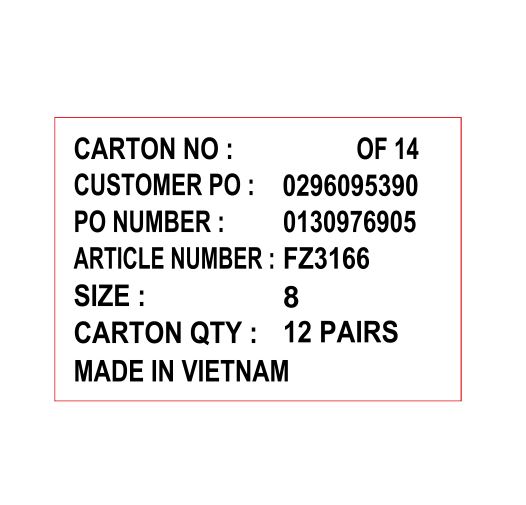 CARTON NO : OF 14
CUSTOMER PO : 0296095390
PO NUMBER : 0130976905
ARTICLE NUMBER : FZ3166
SIZE : 8
CARTON QTY : 12 PAIRS
MADE IN VIETNAM